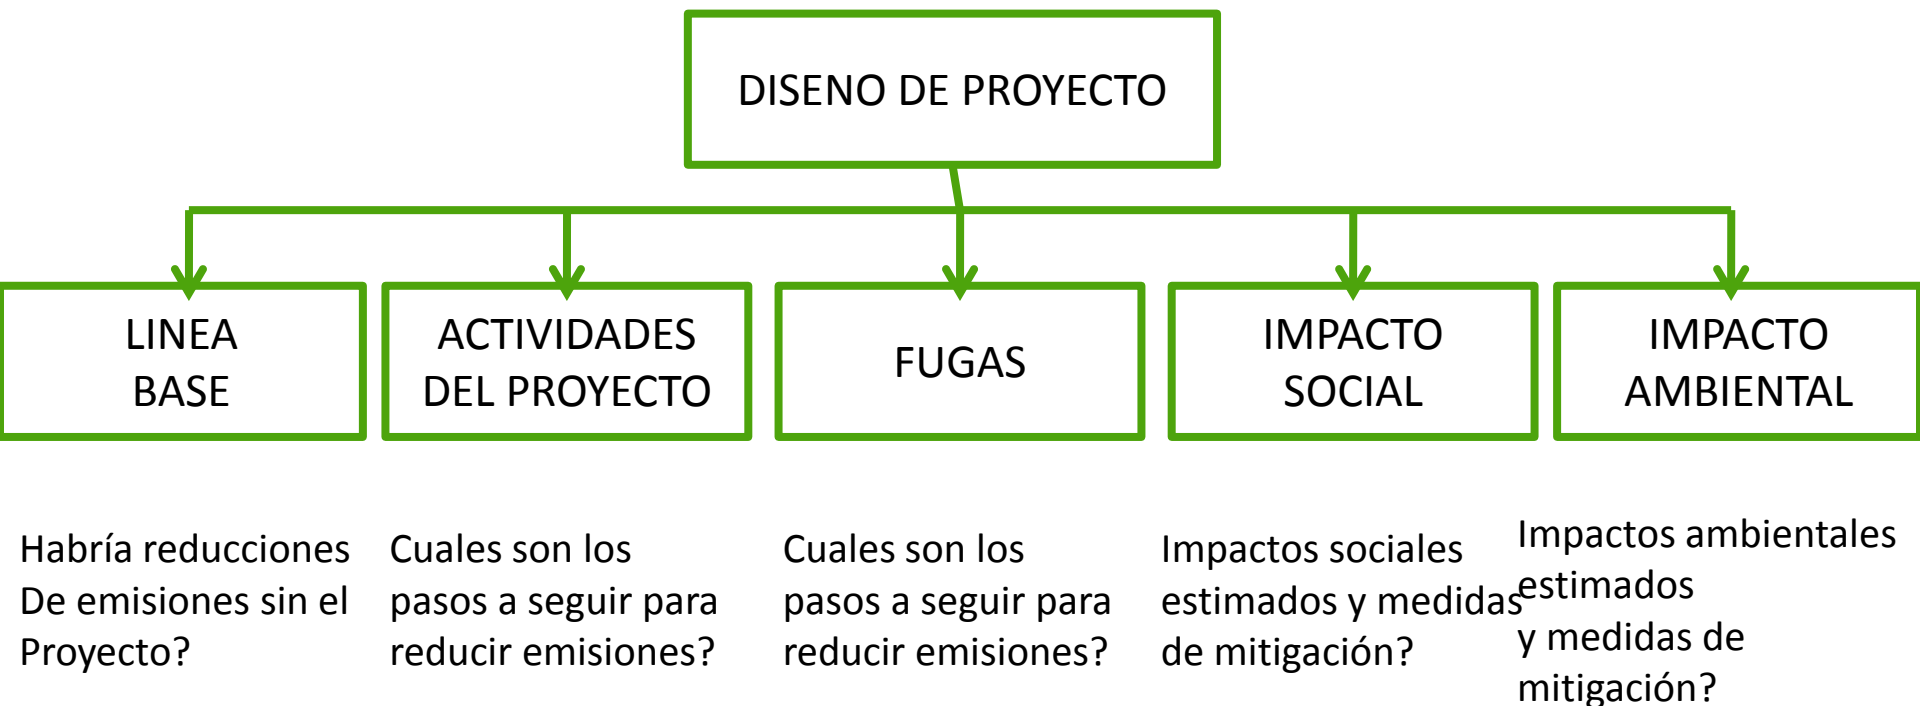 DISENO DE PROYECTO
LINEA
BASE
ACTIVIDADES
DEL PROYECTO
FUGAS
IMPACTO
SOCIAL
IMPACTO
AMBIENTAL
Habría reducciones
De emisiones sin el
Proyecto?
Cuales son los
pasos a seguir para
reducir emisiones?
Cuales son los
pasos a seguir para
reducir emisiones?
Impactos sociales
estimados y medidas
de mitigación?
Impactos ambientales
estimados
y medidas de
mitigación?